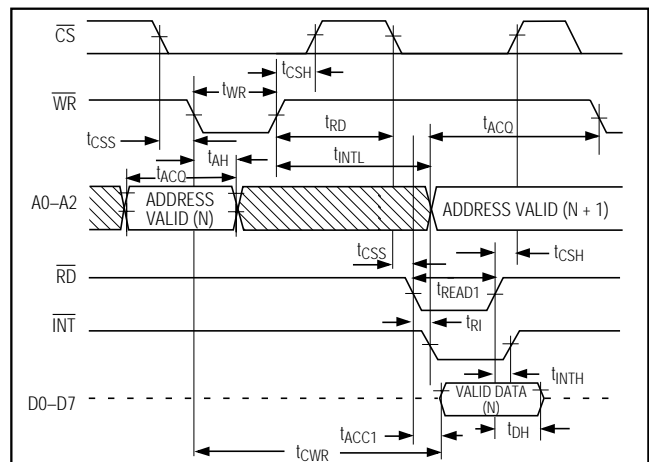 CS
tCSH
tWR
WR
tRD
tACQ
tCSS
tAH
tINTL
tACQ
A0–A2
ADDRESS
VALID (N)
ADDRESS VALID (N + 1)
tCSS
tCSH
RD
tREAD1
tRI
INT
tINTH
D0–D7
VALID DATA
(N)
tACC1
tDH
tCWR